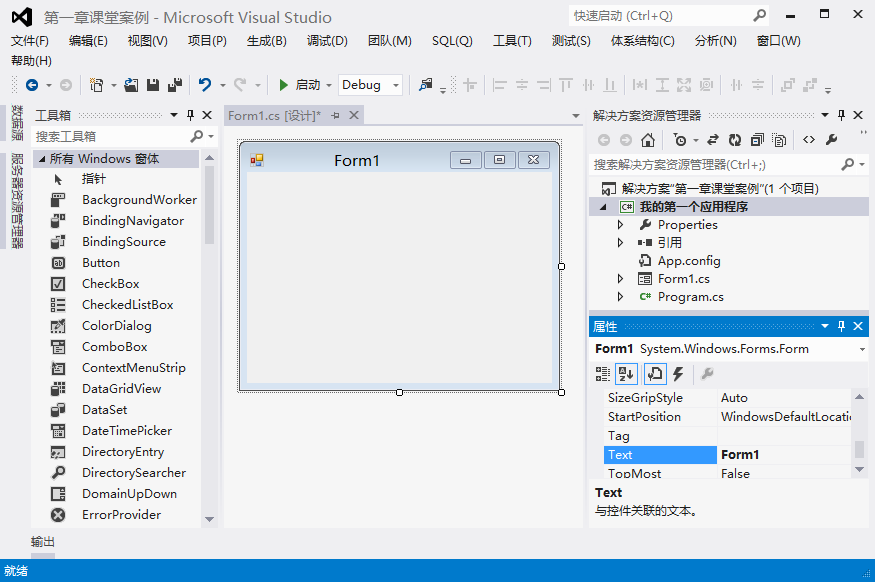 第一章课堂案例 - Microsoft Visual Studio
快速启动 (Ctrl+Q)
文件(F) 编辑(E) 视图(V) 项目(P) 生成(B) 调试(D) 团队(M) SQL(Q) 工具(T) 测试(S) 体系结构(C) 分析(N) 窗口(W)
帮助(H)
启动 Debug
数据源
服务器资源管理器
工具箱
搜索工具箱
所有 Windows 窗体
指针
BackgroundWorker
BindingNavigator
BindingSource
Button
CheckBox
CheckedListBox
ColorDialog
ComboBox
ContextMenuStrip
DataGridView
DataSet
DateTimePicker
DirectoryEntry
DirectorySearcher
DomainUpDown
ErrorProvider
Form1.cs [设计]*
Form1
解决方案资源管理器
搜索解决方案资源管理器(Ctrl+;)
解决方案"第一章课堂案例"(1 个项目)
C# 我的第一个应用程序
Properties
引用
App.config
Form1.cs
C# Program.cs
属性
Form1 System.Windows.Forms.Form
SizeGripStyle Auto
StartPosition WindowsDefaultLocatio
Tag
Text Form1
TopMost False
Text
与控件关联的文本。
输出
就绪